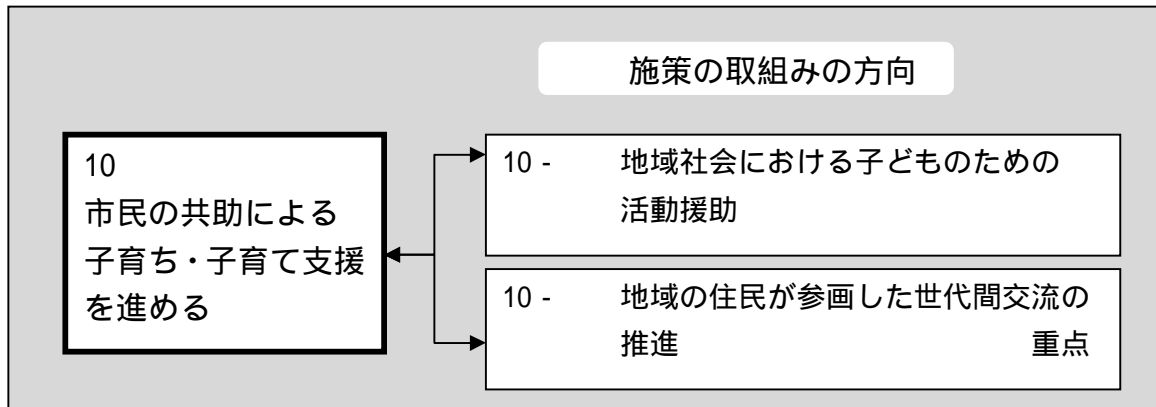 施策の取組みの方向
10
市民の共助による
子育ち・子育て支援
を進める
10 - 地域社会における子どものための
活動援助
10 - 地域の住民が参画した世代間交流の
推進 重点